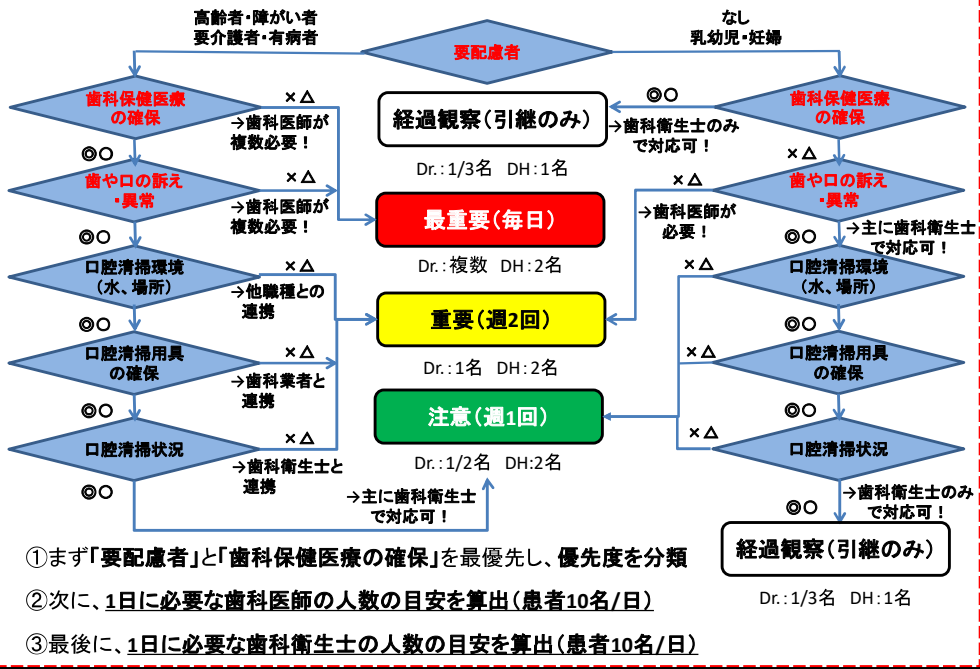 高齢者・障がい者
要介護者・有病者
要配慮者
なし
乳幼児・妊婦
歯科保健医療
の確保
×△
→歯科医師が
複数必要！
◎○
経過観察（引継のみ）
Dr.：1/3名 DH：1名
◎○
→歯科衛生士のみ
で対応可！
歯科保健医療
の確保
×△
歯や口の訴え
・異常
×△
→歯科医師が
複数必要！
◎○
最重要（毎日）
Dr.：複数 DH：2名
×△
→歯科医師が
必要！
歯や口の訴え
・異常
→主に歯科衛生士
で対応可！
◎○
口腔清掃環境
（水、場所）
×△
→他職種との
連携
◎○
重要（週2回）
Dr.：1名 DH：2名
×△
口腔清掃環境
（水、場所）
◎○
口腔清掃用具
の確保
×△
→歯科業者と
連携
◎○
注意（週1回）
Dr.：1/2名 DH:2名
×△
口腔清掃用具
の確保
◎○
口腔清掃状況
×△
→歯科衛生士と
連携
◎○
→主に歯科衛生士
で対応可！
×△
口腔清掃状況
◎○
→歯科衛生士のみ
で対応可！
経過観察（引継のみ）
Dr.：1/3名 DH：1名
①まず「要配慮者」と「歯科保健医療の確保」を最優先し、優先度を分類
②次に、1日に必要な歯科医師の人数の目安を算出（患者10名/日）
③最後に、1日に必要な歯科衛生士の人数の目安を算出（患者10名/日）